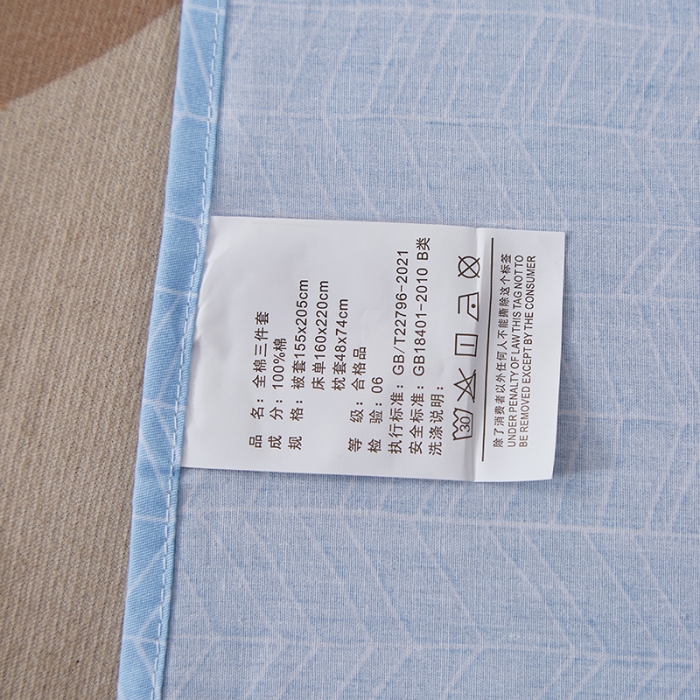 品 名：全棉三件套
成 分：100%棉
规 格：被套155x205cm
床单160x220cm
枕套48x74cm
等 级：合格品
检 验：06
执行标准：GB/T22796-2021
安全标准：GB18401-2010 B类
洗涤说明：
30
除了消费者以外任何人不能撕除这个标签
UNDER PENALTY OF LAW THIS TAG NOT TO
BE REMOVED EXCEPT BY THE CONSUMER